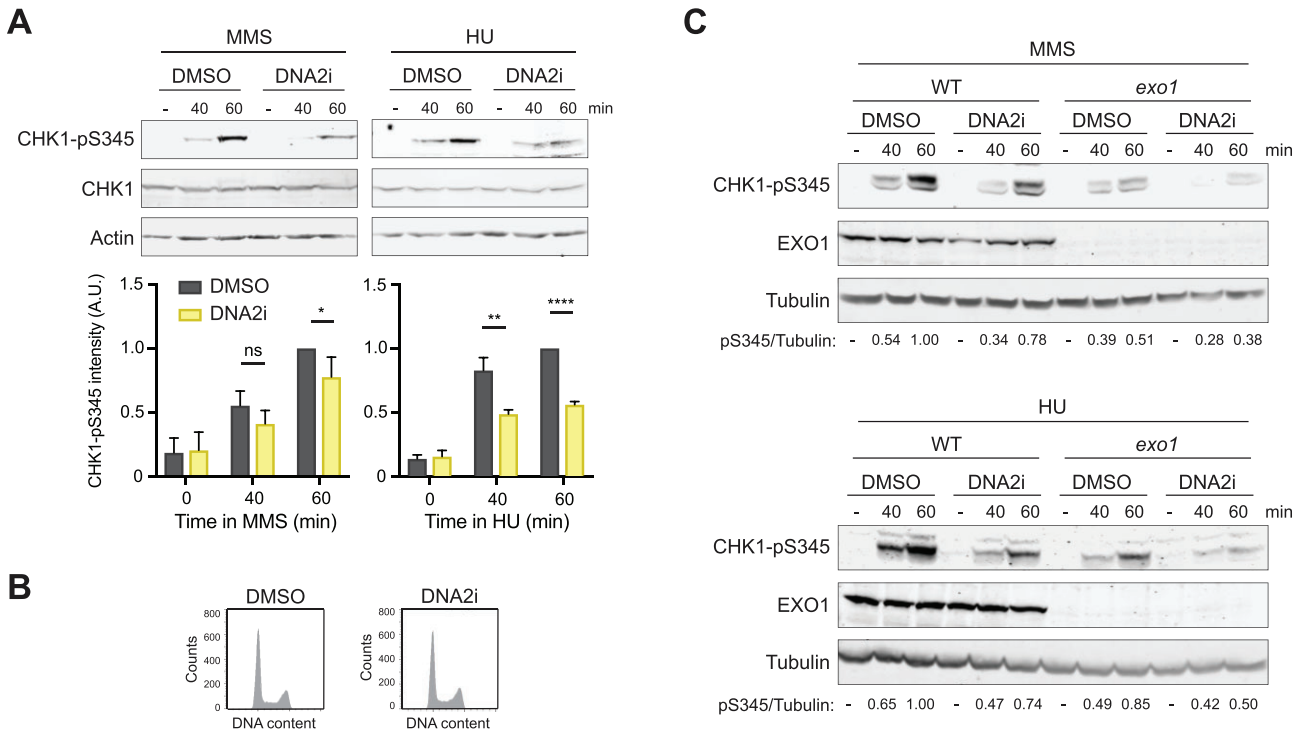 A
MMS
HU
DMSO
DNA2i
DMSO
DNA2i
- 40 60 - 40 60 min
- 40 60 - 40 60 min
CHK1-pS345
CHK1
Actin
CHK1-pS345 intensity (A.U.)
1.5
1.0
0.5
0
DMSO
DNA2i
ns
*
0 40 60
Time in MMS (min)
1.5
1.0
0.5
0
**
****
0 40 60
Time in HU (min)
B
DMSO
Counts
800
600
400
200
0
DNA content
DNA2i
Counts
800
600
400
200
0
DNA content
C
MMS
WT exo1
DMSO DNA2i DMSO DNA2i
- 40 60 - 40 60 - 40 60 - 40 60 min
CHK1-pS345
EXO1
Tubulin
pS345/Tubulin: - 0.54 1.00 - 0.34 0.78 - 0.39 0.51 - 0.28 0.38
HU
WT exo1
DMSO DNA2i DMSO DNA2i
- 40 60 - 40 60 - 40 60 - 40 60 min
CHK1-pS345
EXO1
Tubulin
pS345/Tubulin: - 0.65 1.00 - 0.47 0.74 - 0.49 0.85 - 0.42 0.50